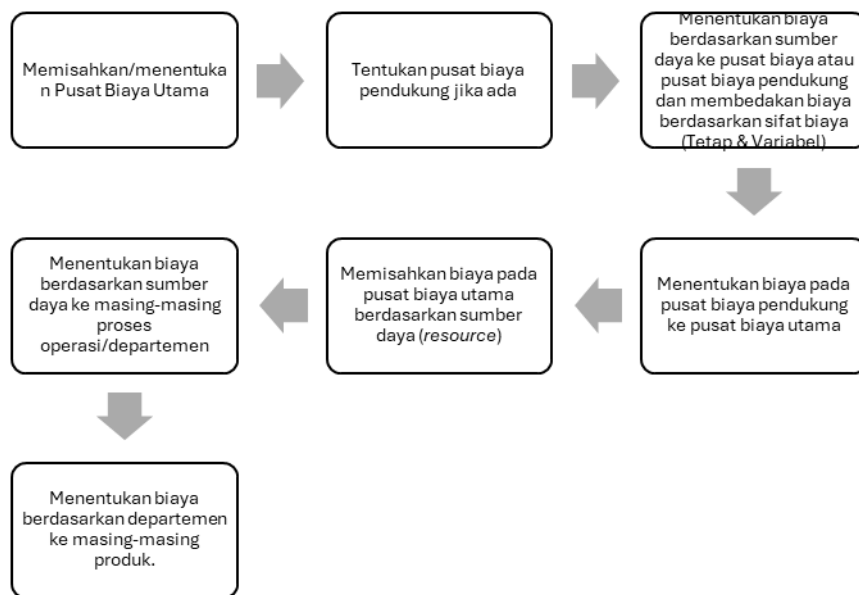 Memisahkan/menentuka
n Pusat Biaya Utama
Tentukan pusat biaya
pendukung jika ada
Menentukan biaya
berdasarkan sumber
daya ke pusat biaya atau
pusat biaya pendukung
dan membedakan biaya
berdasarkan sifat biaya
(Tetap & Variabel)
Menentukan biaya pada
pusat biaya pendukung
ke pusat biaya utama
Memisahkan biaya pada
pusat biaya utama
berdasarkan sumber
daya (resource)
Menentukan biaya
berdasarkan sumber
daya ke masing-masing
proses
operasi/departemen
Menentukan biaya
berdasarkan departemen
ke masing-masing
produk.